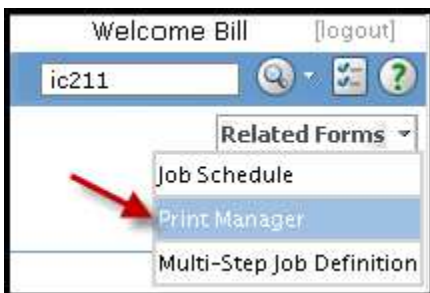 Welcome Bill [logout]
ic211
Related Forms
Job Schedule
Print Manager
Multi-Step Job Definition